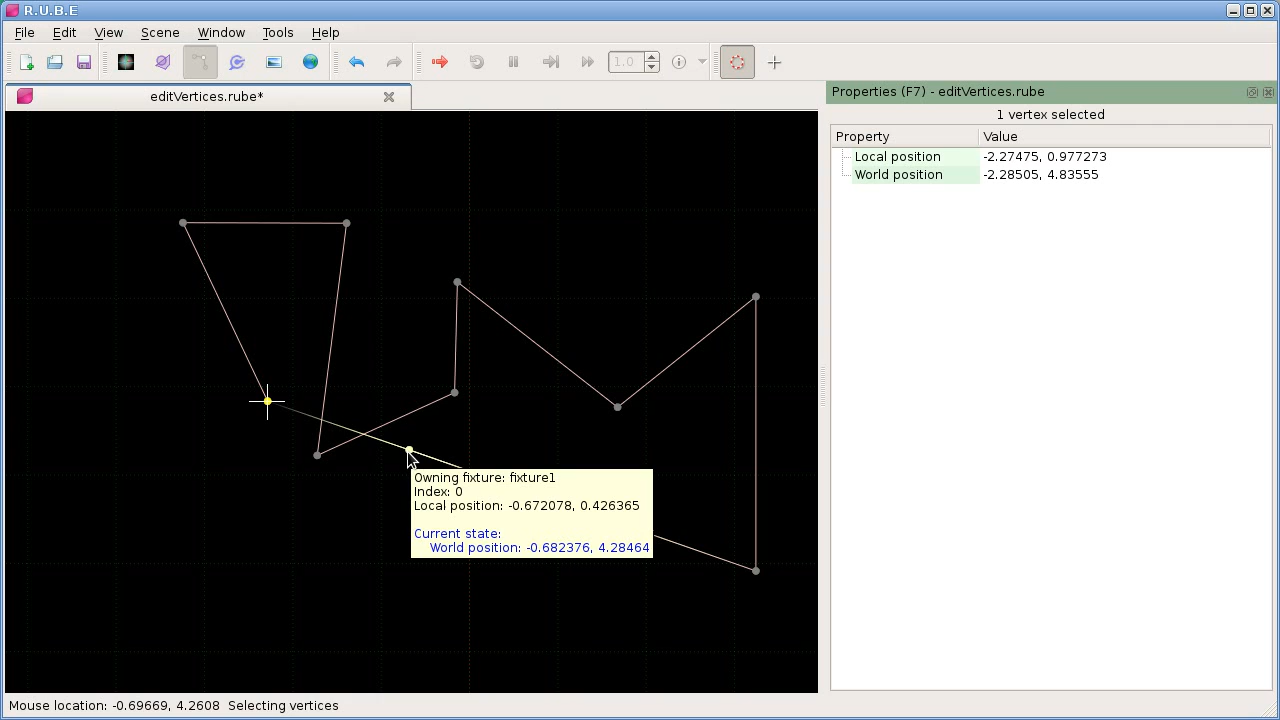 R.U.B.E
File Edit View Scene Window Tools Help
1.0
editVertices.rube*
Properties (F7) - editVertices.rube
1 vertex selected
Property Value
Local position -2.27475, 0.977273
World position -2.28505, 4.83555
Owning fixture: fixture1
Index: 0
Local position: -0.672078, 0.426365
Current state:
World position: -0.682376, 4.28464
Mouse location: -0.69669, 4.2608 Selecting vertices